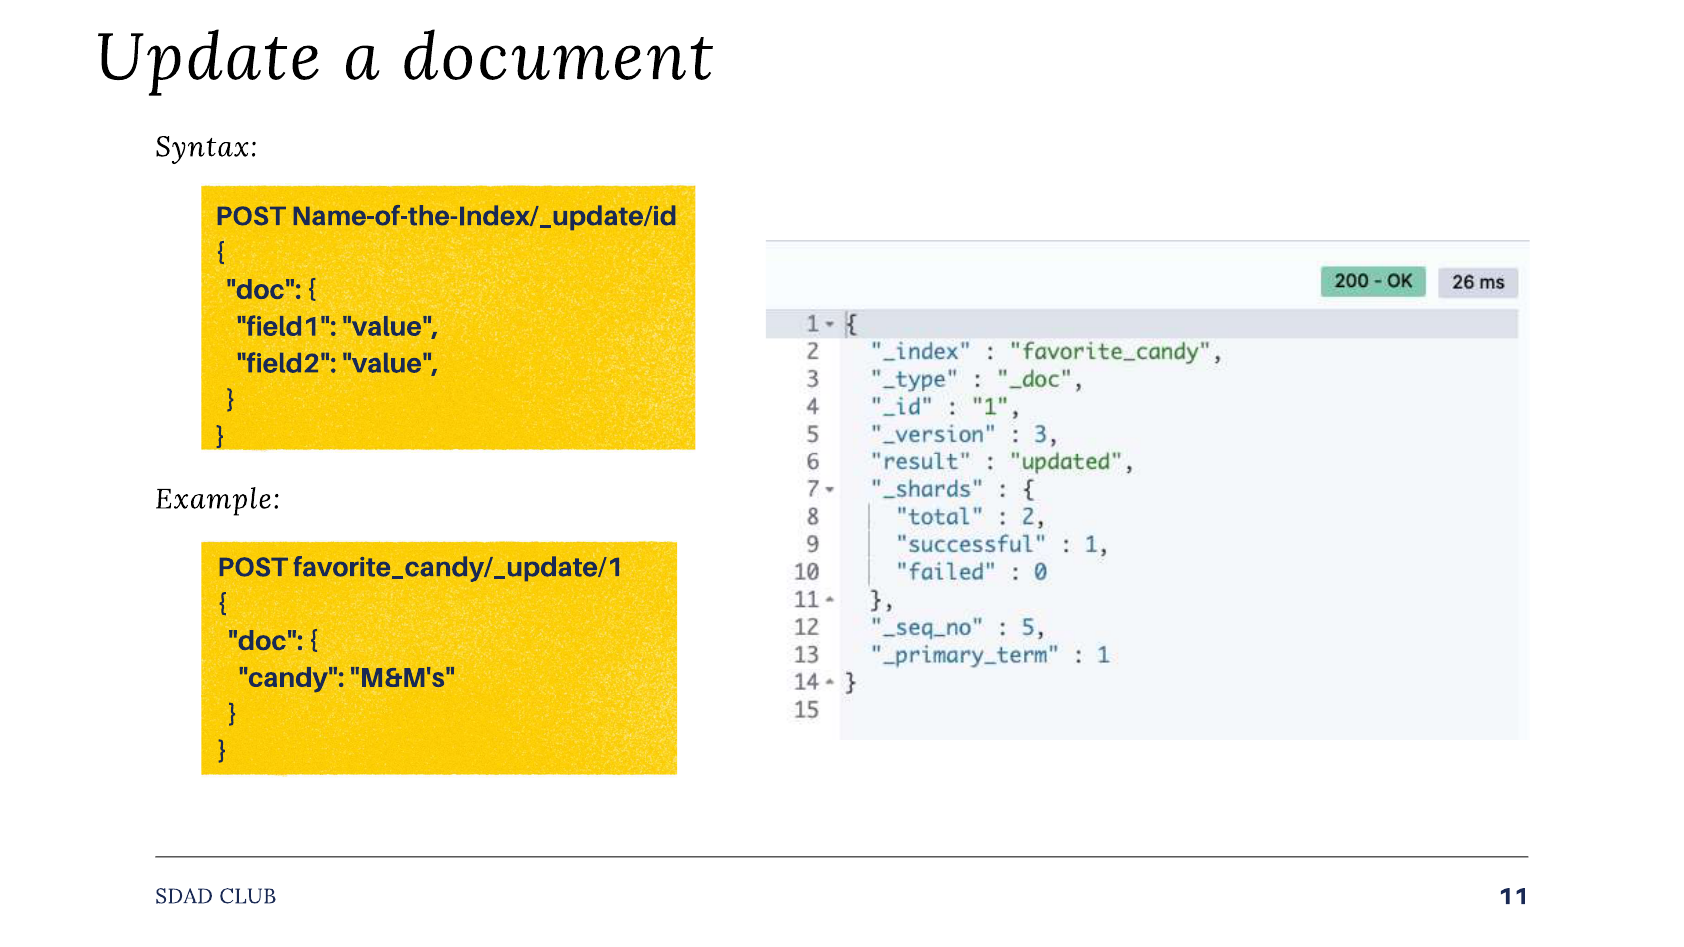 Update a document
Syntax:
POST Name-of-the-Index/_update/id
{
"doc": {
"field1": "value",
"field2": "value",
}
}
Example:
POST favorite_candy/_update/1
{
"doc": {
"candy": "M&M's"
}
}
200 - OK 26 ms
1 {
2 "_index" : "favorite_candy",
3 "_type" : "_doc",
4 "_id" : "1",
5 "_version" : 3,
6 "result" : "updated",
7 "_shards" : {
8 "total" : 2,
9 "successful" : 1,
10 "failed" : 0
11 },
12 "_seq_no" : 5,
13 "_primary_term" : 1
14 }
15
SDAD CLUB
11